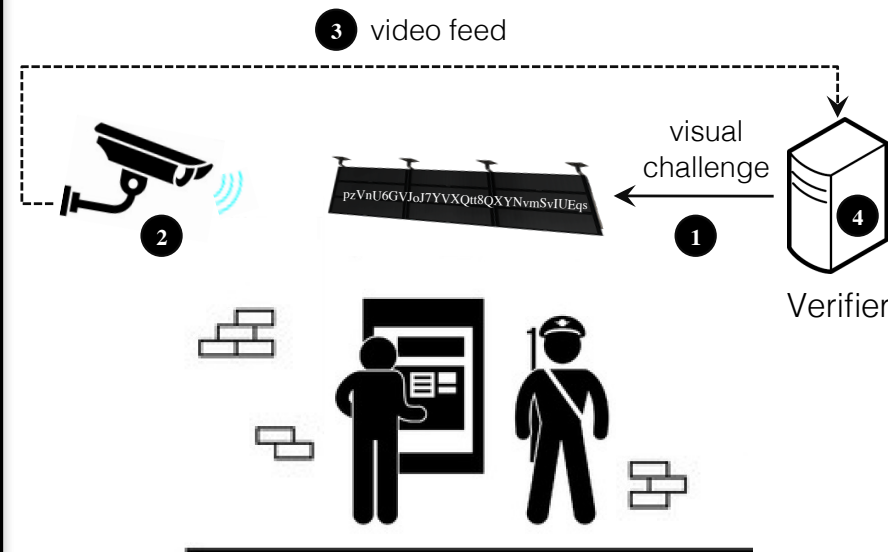 3 video feed
visual
challenge
pzVnU6GVJoJ7YVXQtt8QXYNvmSvIUEqs
2
1
4
Verifier